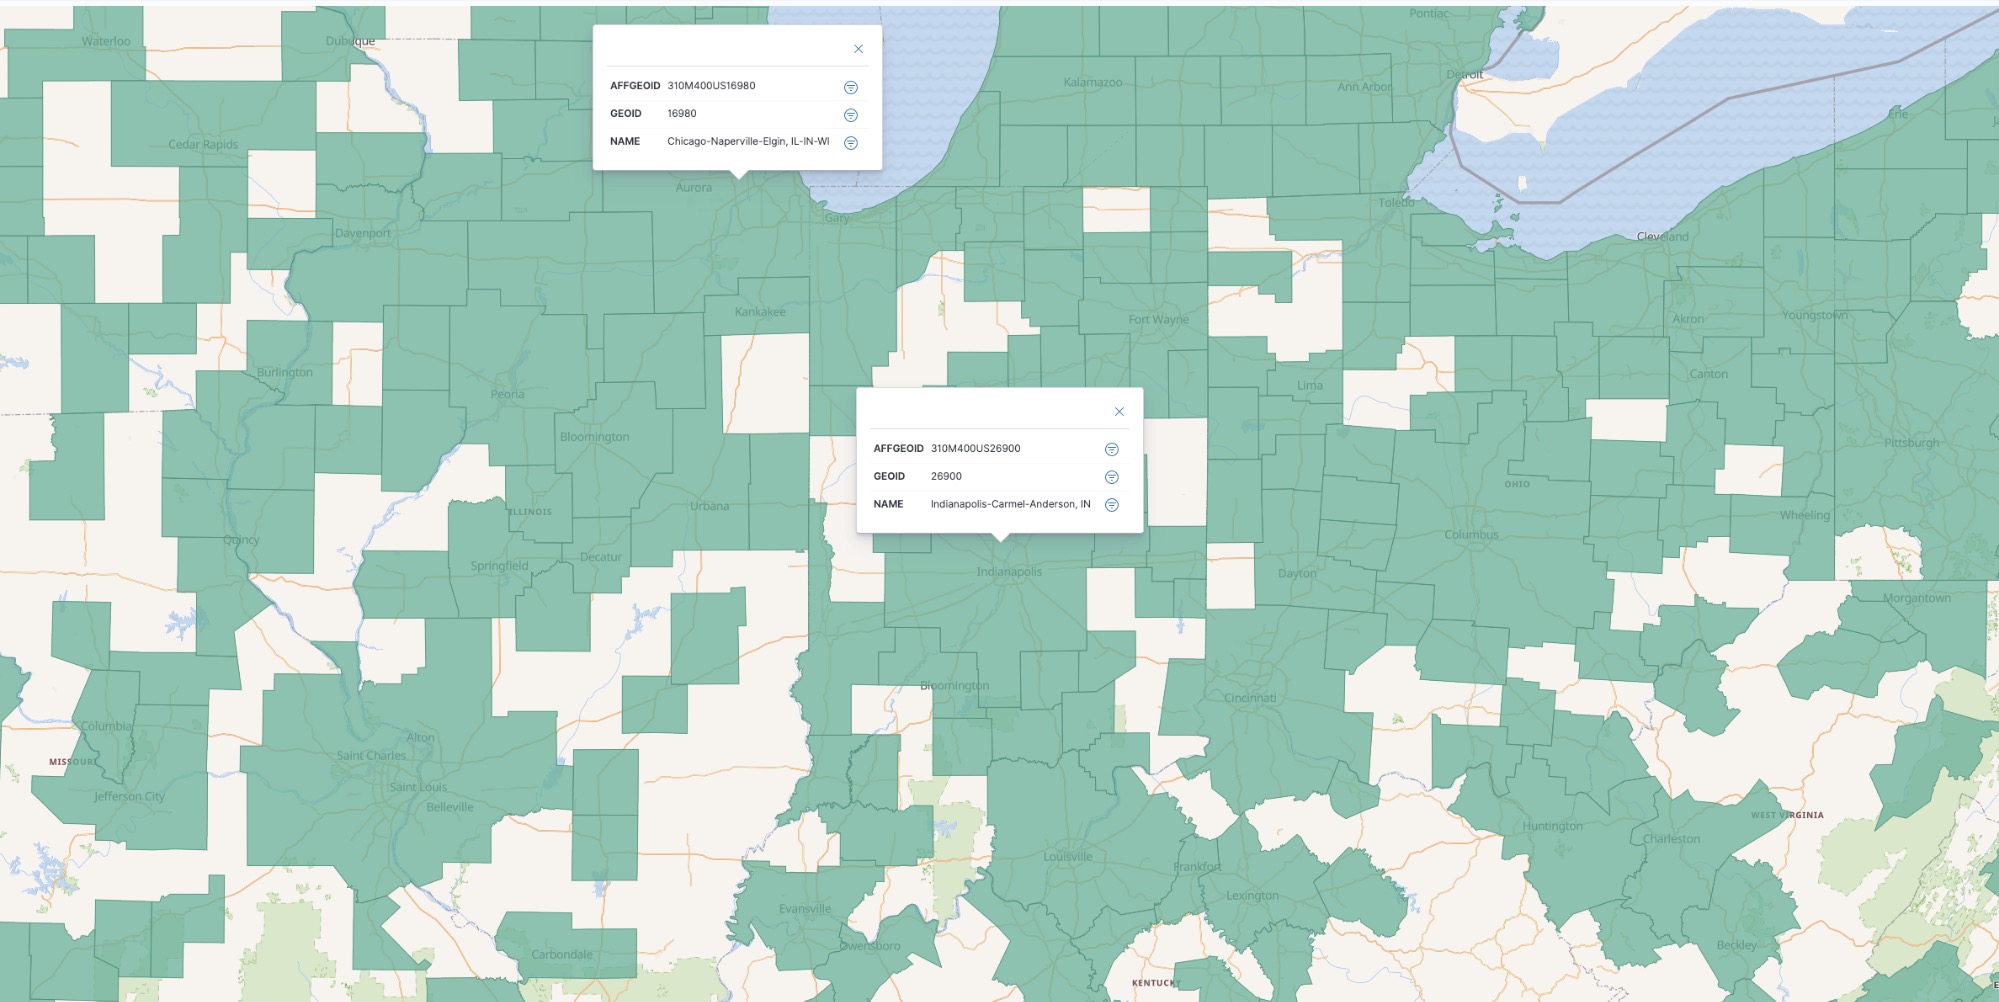 Pontiac
Waterloo
Dubuque
Detroit
Kalamazoo
Ann Arbor
AFFGEOID 310M400US16980
GEOID 16980
NAME Chicago-Naperville-Elgin, IL-IN-WI
Erie
Cedar Rapids
Aurora
Toledo
Gary
Davenport
Cleveland
Kankakee
Fort Wayne
Akron
Youngstown
Burlington
Lima
Canton
Peoria
Bloomington
Pittsburgh
AFFGEOID 310M400US26900
GEOID 26900
NAME Indianapolis-Carmel-Anderson, IN
OHIO
Urbana
ILLINOIS
Wheeling
Quincy
Columbus
Decatur
Springfield
Indianapolis
Dayton
Morgantown
Bloomington
Cincinnati
Columbia
Alton
Saint Charles
MISSOURI
Saint Louis
Jefferson City
Belleville
WEST VIRGINIA
Huntington
Charleston
Louisville
Frankfort
Lexington
Evansville
Owensboro
Beckley
Carbondale
KENTUCKY